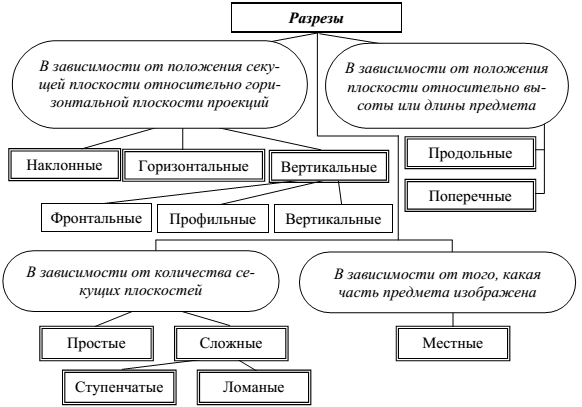 Разрезы
В зависимости от положения секу-
щей плоскости относительно гори-
зонтальной плоскости проекций
В зависимости от положения
плоскости относительно вы-
соты или длины предмета
Наклонные
Горизонтальные
Вертикальные
Продольные
Поперечные
Фронтальные
Профильные
Вертикальные
В зависимости от количества се-
кущих плоскостей
В зависимости от того, какая
часть предмета изображена
Простые
Сложные
Местные
Ступенчатые
Ломаные